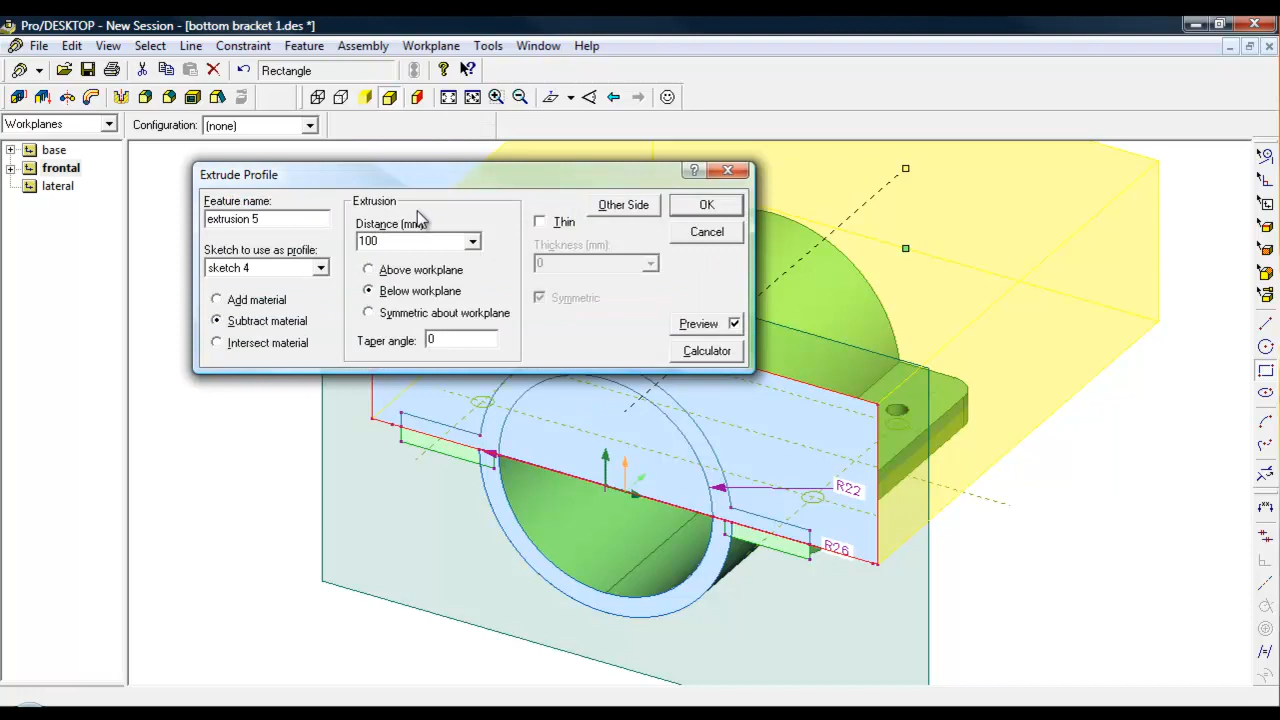 Pro/DESKTOP - New Session - [bottom bracket 1.des *]
File Edit View Select Line Constraint Feature Assembly Workplane Tools Window Help
Rectangle
Workplanes Configuration: (none)
base
frontal
lateral
Extrude Profile
Feature name:
extrusion 5
Sketch to use as profile:
sketch 4
Add material
Subtract material
Intersect material
Extrusion
Distance (mm)
100
Above workplane
Below workplane
Symmetric about workplane
Taper angle: 0
Other Side
Thin
Thickness (mm):
0
Symmetric
OK
Cancel
Preview
Calculator
R22
R26